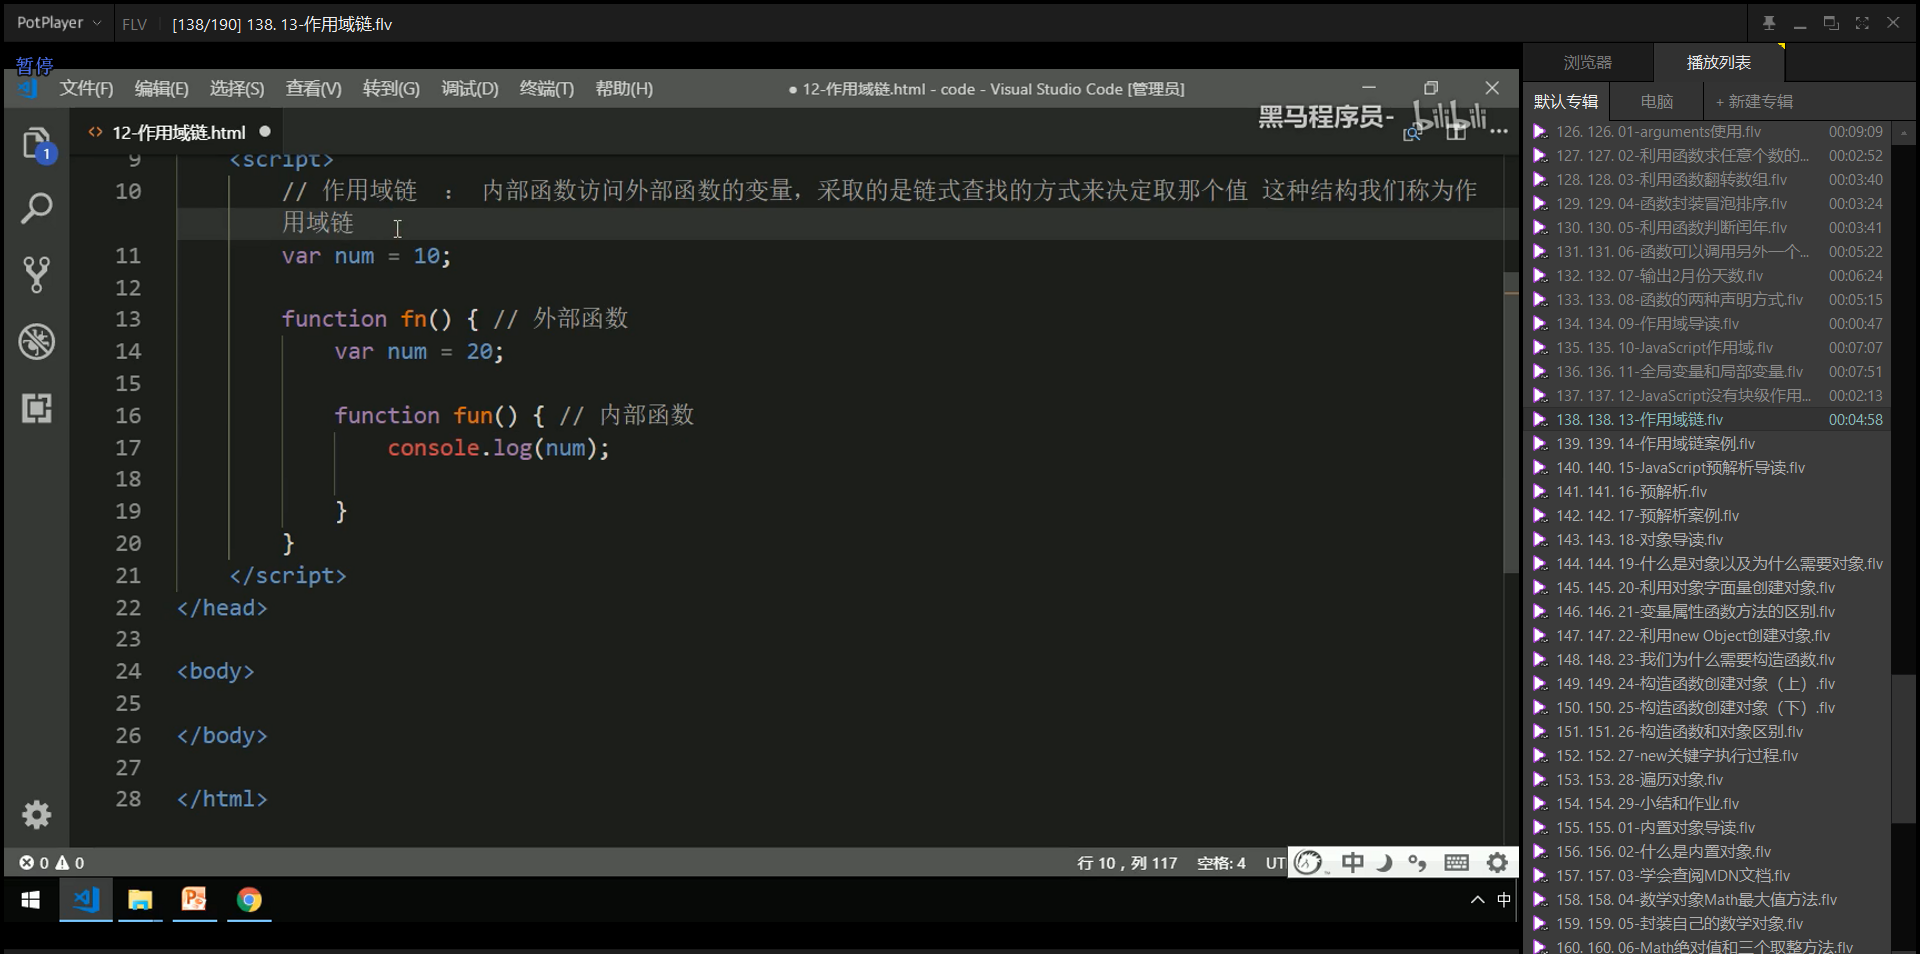 PotPlayer
FLV
[138/190] 138. 13-作用域链.flv
暂停
文件(F) 编辑(E) 选择(S) 查看(V) 转到(G) 调试(D) 终端(T) 帮助(H)
● 12-作用域链.html - code - Visual Studio Code [管理员]
黑马程序员- bilibili
<> 12-作用域链.html ●
1
9 <script>
10 // 作用域链 : 内部函数访问外部函数的变量，采取的是链式查找的方式来决定取那个值 这种结构我们称为作
用域链
11 var num = 10;
12
13 function fn() { // 外部函数
14 var num = 20;
15
16 function fun() { // 内部函数
17 console.log(num);
18
19 }
20 }
21 </script>
22 </head>
23
24 <body>
25
26 </body>
27
28 </html>
0 0
行 10，列 117 空格: 4 UT
中
中
浏览器 播放列表
默认专辑 电脑 + 新建专辑
126. 126. 01-arguments使用.flv 00:09:09
127. 127. 02-利用函数求任意个数的... 00:02:52
128. 128. 03-利用函数翻转数组.flv 00:03:40
129. 129. 04-函数封装冒泡排序.flv 00:03:24
130. 130. 05-利用函数判断闰年.flv 00:03:41
131. 131. 06-函数可以调用另外一个... 00:05:22
132. 132. 07-输出2月份天数.flv 00:06:24
133. 133. 08-函数的两种声明方式.flv 00:05:15
134. 134. 09-作用域导读.flv 00:00:47
135. 135. 10-JavaScript作用域.flv 00:07:07
136. 136. 11-全局变量和局部变量.flv 00:07:51
137. 137. 12-JavaScript没有块级作用... 00:02:13
138. 138. 13-作用域链.flv 00:04:58
139. 139. 14-作用域链案例.flv
140. 140. 15-JavaScript预解析导读.flv
141. 141. 16-预解析.flv
142. 142. 17-预解析案例.flv
143. 143. 18-对象导读.flv
144. 144. 19-什么是对象以及为什么需要对象.flv
145. 145. 20-利用对象字面量创建对象.flv
146. 146. 21-变量属性函数方法的区别.flv
147. 147. 22-利用new Object创建对象.flv
148. 148. 23-我们为什么需要构造函数.flv
149. 149. 24-构造函数创建对象（上）.flv
150. 150. 25-构造函数创建对象（下）.flv
151. 151. 26-构造函数和对象区别.flv
152. 152. 27-new关键字执行过程.flv
153. 153. 28-遍历对象.flv
154. 154. 29-小结和作业.flv
155. 155. 01-内置对象导读.flv
156. 156. 02-什么是内置对象.flv
157. 157. 03-学会查阅MDN文档.flv
158. 158. 04-数学对象Math最大值方法.flv
159. 159. 05-封装自己的数学对象.flv
160. 160. 06-Math绝对值和三个取整方法.flv